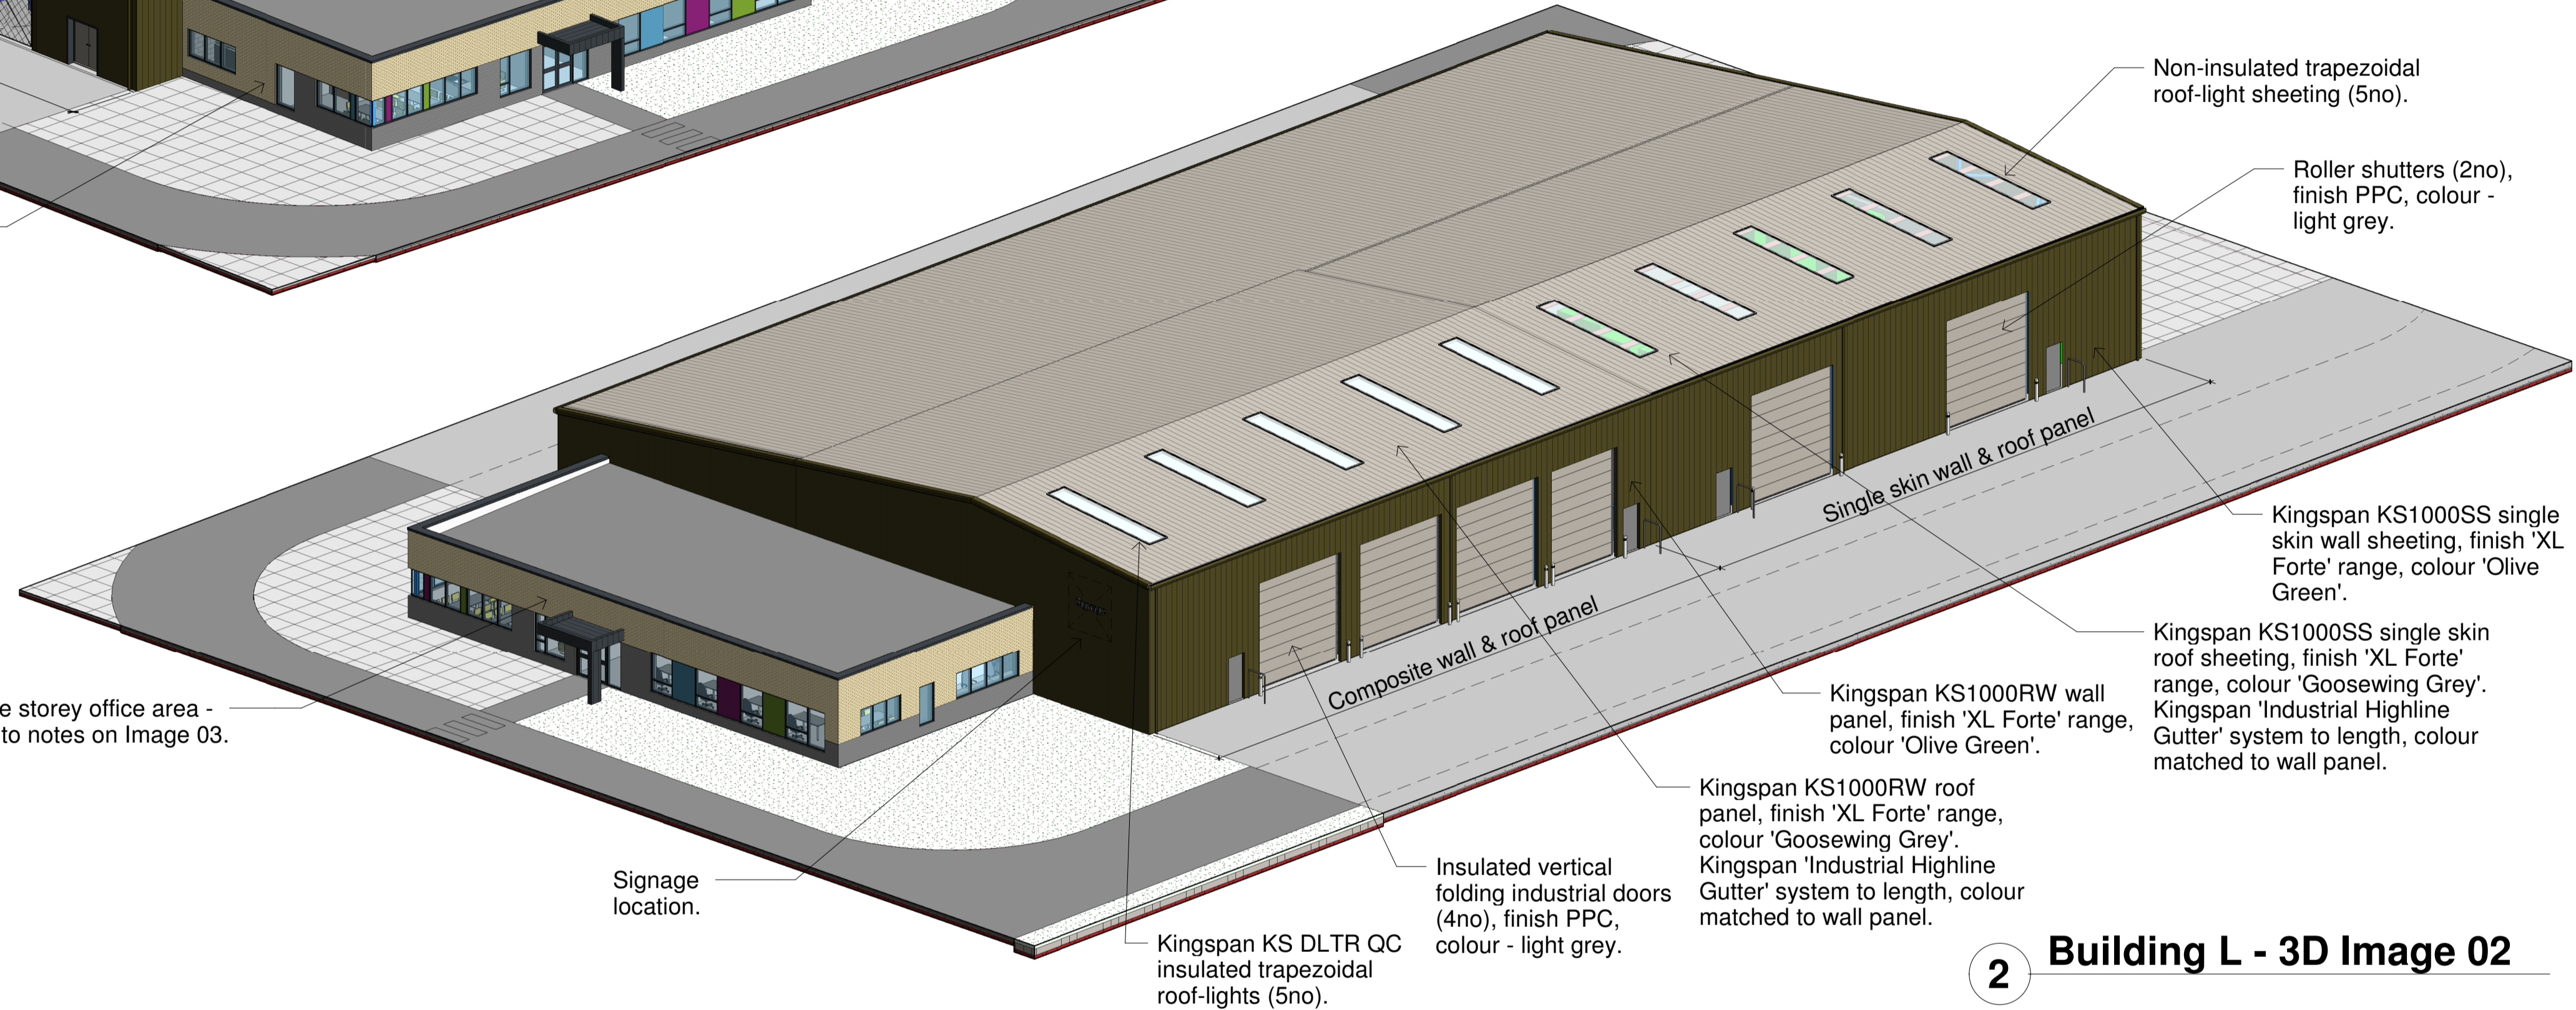 Non-insulated trapezoidal
roof-light sheeting (5no).
Roller shutters (2no),
finish PPC, colour -
light grey.
Single skin wall & roof panel
Composite wall & roof panel
Kingspan KS1000SS single
skin wall sheeting, finish 'XL
Forte' range, colour 'Olive
Green'.
Kingspan KS1000SS single skin
roof sheeting, finish 'XL Forte'
range, colour 'Goosewing Grey'.
Kingspan 'Industrial Highline
Gutter' system to length, colour
matched to wall panel.
Kingspan KS1000RW wall
panel, finish 'XL Forte' range,
colour 'Olive Green'.
Kingspan KS1000RW roof
panel, finish 'XL Forte' range,
colour 'Goosewing Grey'.
Kingspan 'Industrial Highline
Gutter' system to length, colour
matched to wall panel.
Insulated vertical
folding industrial doors
(4no), finish PPC,
colour - light grey.
Kingspan KS DLTR QC
insulated trapezoidal
roof-lights (5no).
Signage
location.
e storey office area -
to notes on Image 03.
2 Building L - 3D Image 02